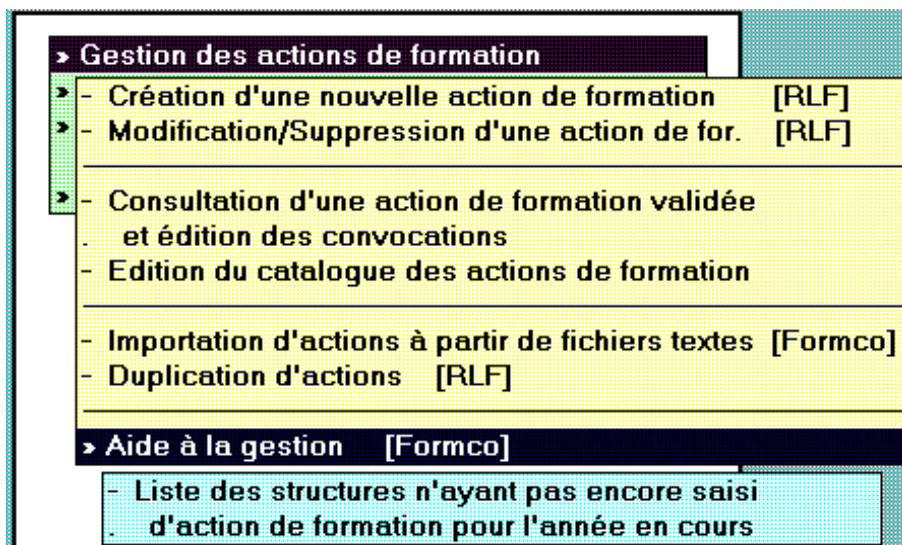 » Gestion des actions de formation
» - Création d'une nouvelle action de formation [RLF]
» - Modification/Suppression d'une action de for. [RLF]
» - Consultation d'une action de formation validée
. et édition des convocations
- Edition du catalogue des actions de formation
- Importation d'actions à partir de fichiers textes [Formco]
- Duplication d'actions [RLF]
» Aide à la gestion [Formco]
- Liste des structures n'ayant pas encore saisi
. d'action de formation pour l'année en cours